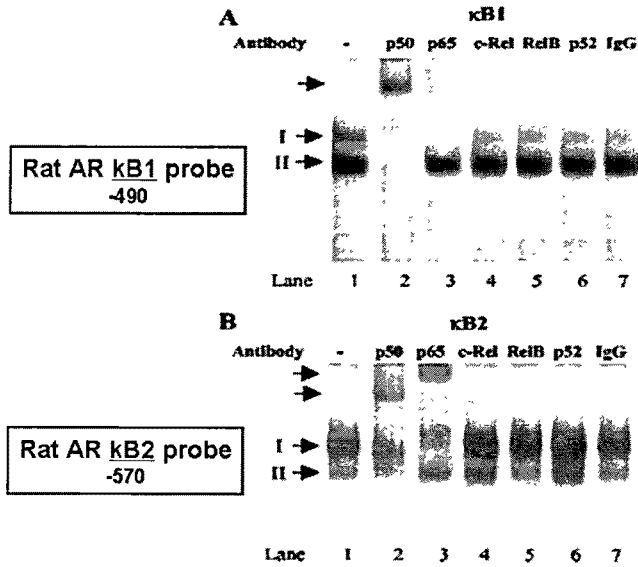 A
κB1
Antibody - p50 p65 c-Rel RelB p52 IgG
I
II
Rat AR kB1 probe
-490
Lane 1 2 3 4 5 6 7
B
κB2
Antibody - p50 p65 c-Rel RelB p52 IgG
I
II
Rat AR kB2 probe
-570
Lane 1 2 3 4 5 6 7